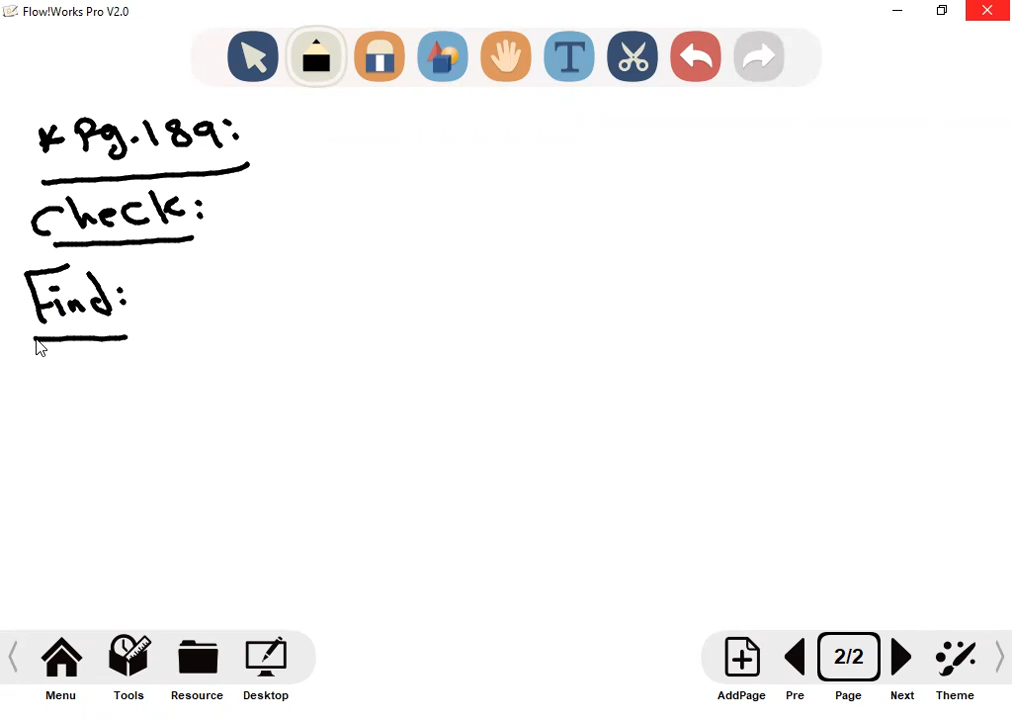 Flow!Works Pro V2.0
* Pg.189:
Check:
Find:
Menu Tools Resource Desktop
2/2
AddPage Pre Page Next Theme